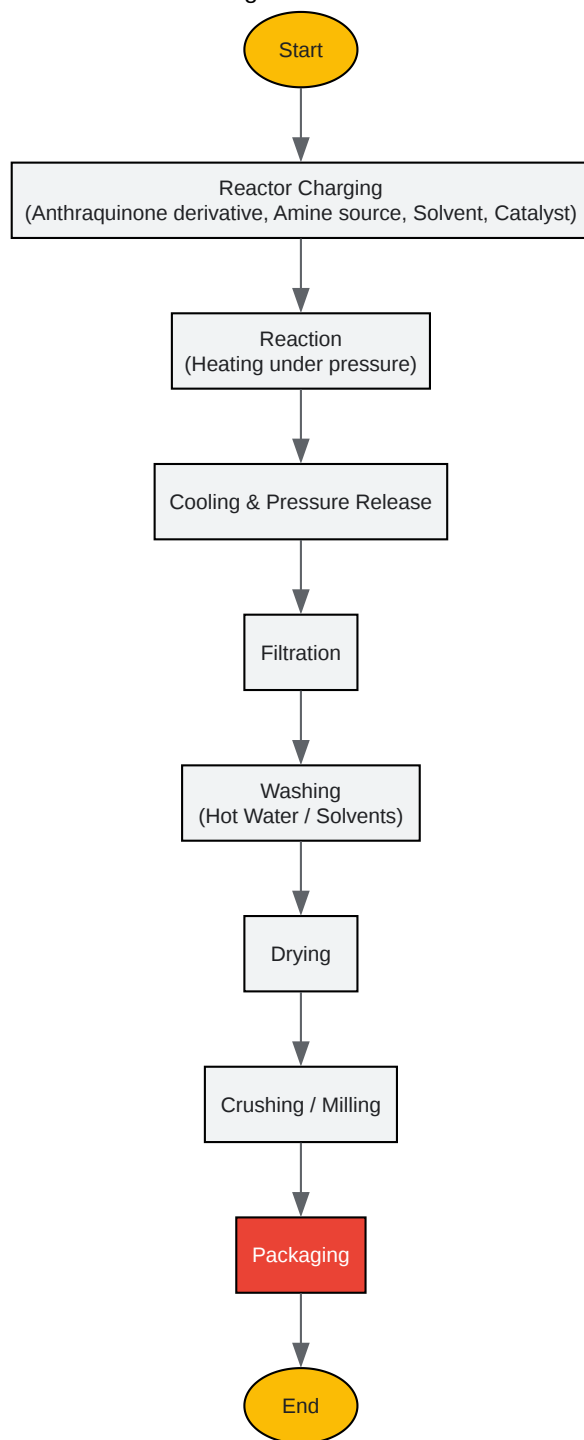 Start
Reactor Charging
(Anthraquinone derivative, Amine source, Solvent, Catalyst)
Reaction
(Heating under pressure)
Cooling & Pressure Release
Filtration
Washing
(Hot Water / Solvents)
Drying
Crushing / Milling
Packaging
End